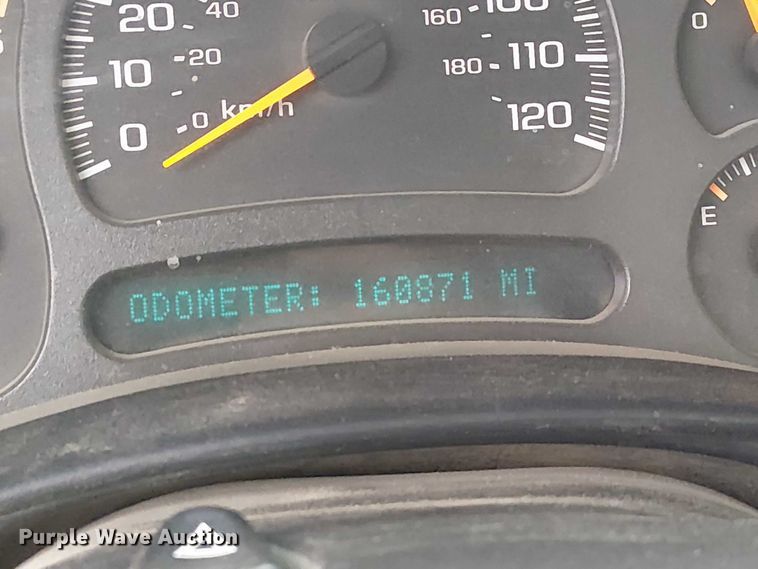 20 40 160 100 0
10 20 180 110
0 0 km/h 120
E
ODOMETER: 160871 MI
Purple Wave Auction